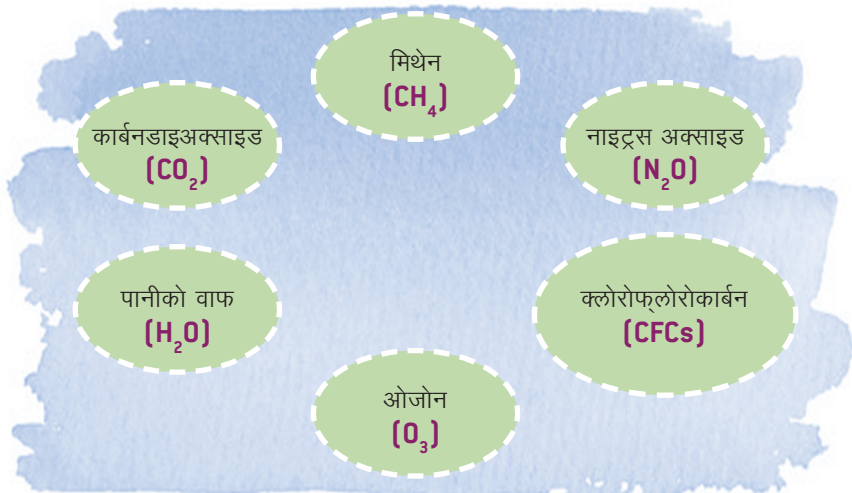 मिथेन
(CH₄)
कार्बनडाइअक्साइड
(CO₂)
नाइट्रस अक्साइड
(N₂O)
पानीको वाफ
(H₂O)
क्लोरोफ्लोरोकार्बन
(CFCs)
ओजोन
(O₃)